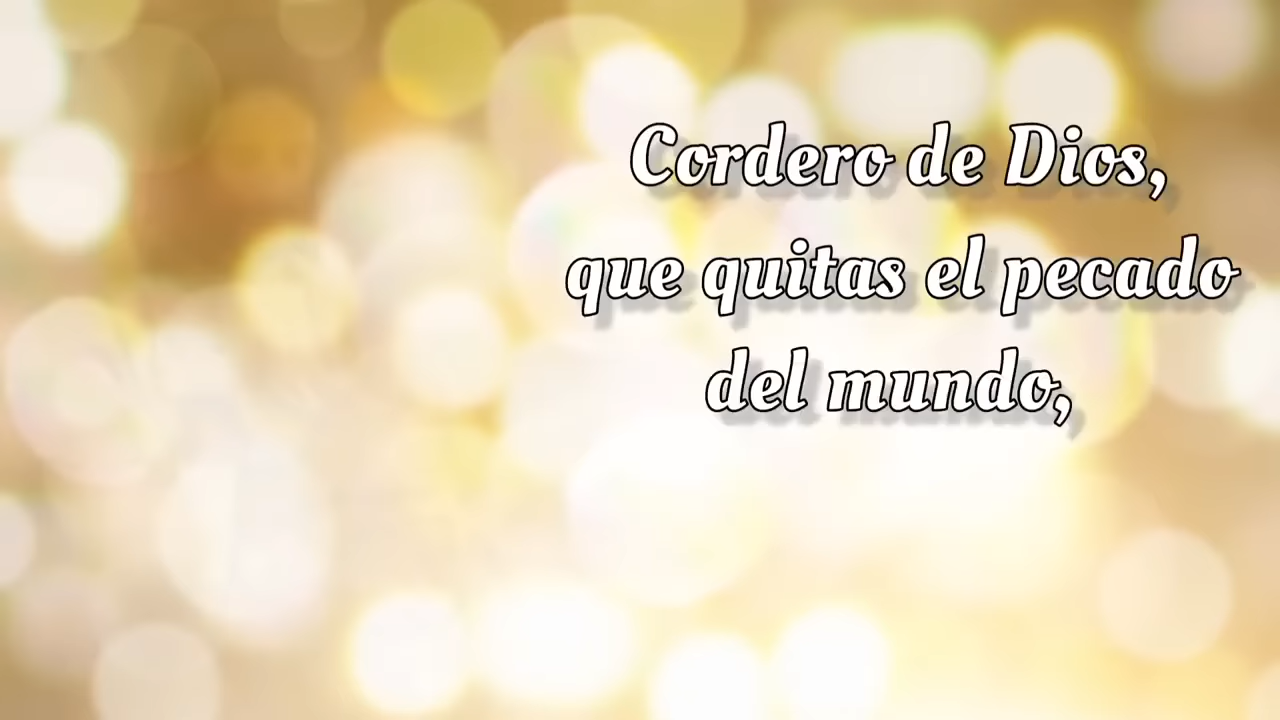 Cordero de Dios,
que quitas el pecado
del mundo,